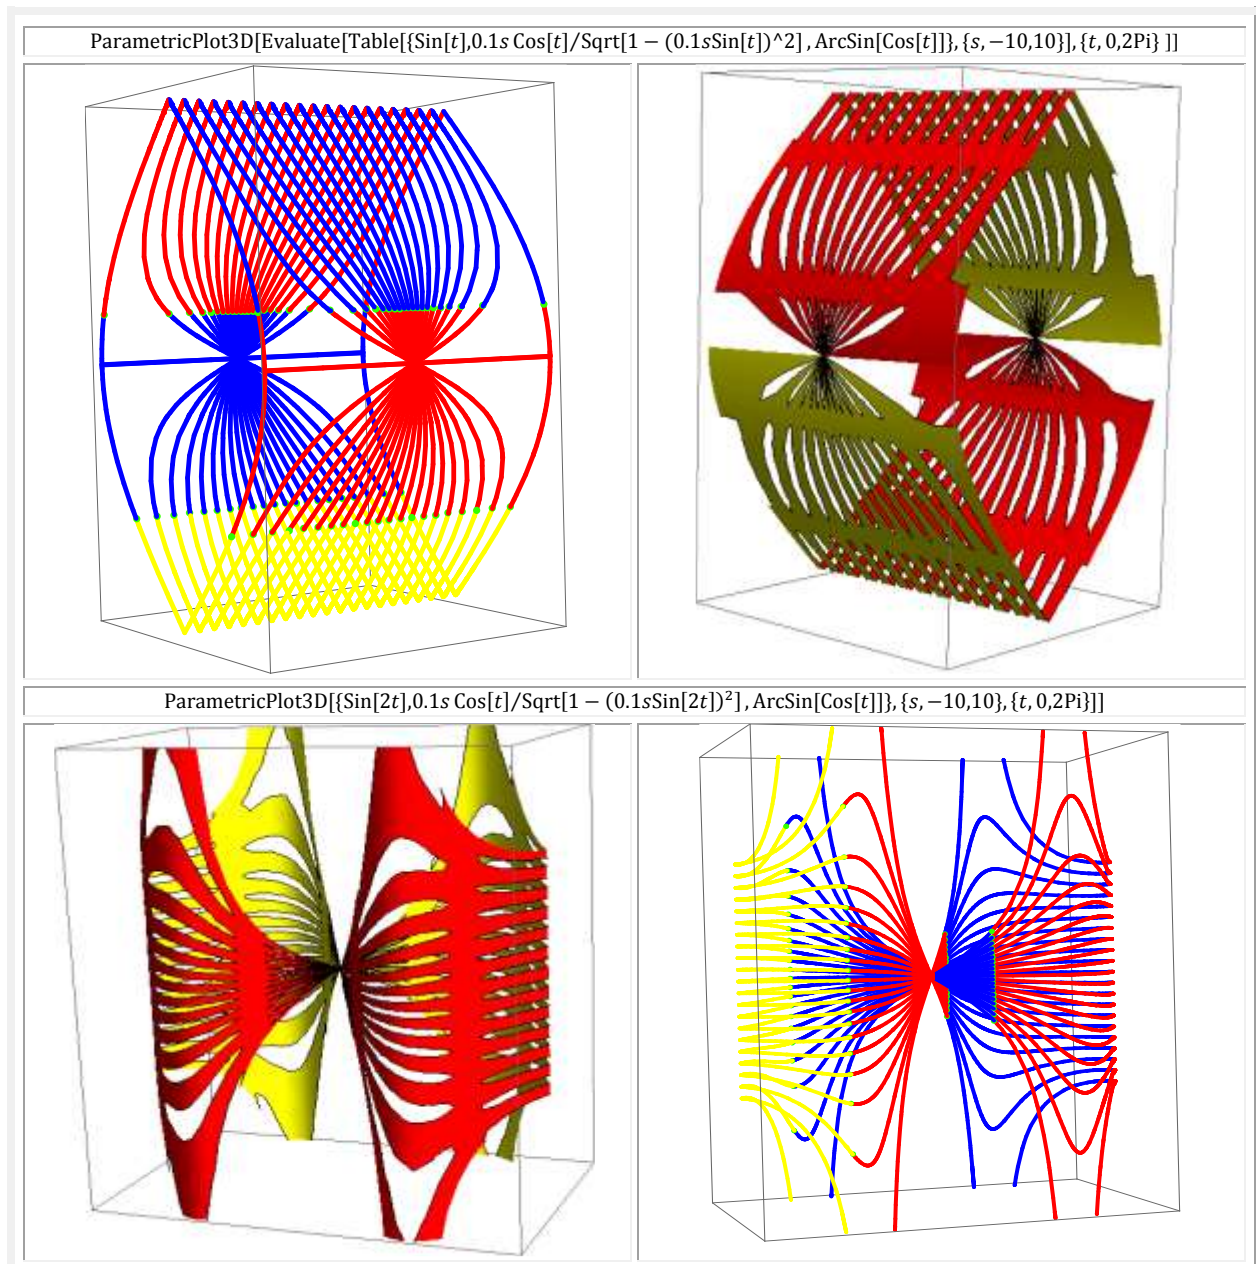 ParametricPlot3D[Evaluate[Table[{Sin[t],0.1s Cos[t]/Sqrt[1 − (0.1sSin[t])^2] , ArcSin[Cos[t]]},{s, −10,10}],{t, 0,2Pi} ]]
ParametricPlot3D[{Sin[2t],0.1s Cos[t]/Sqrt[1 − (0.1sSin[2t])²] , ArcSin[Cos[t]]},{s, −10,10},{t, 0,2Pi}]]